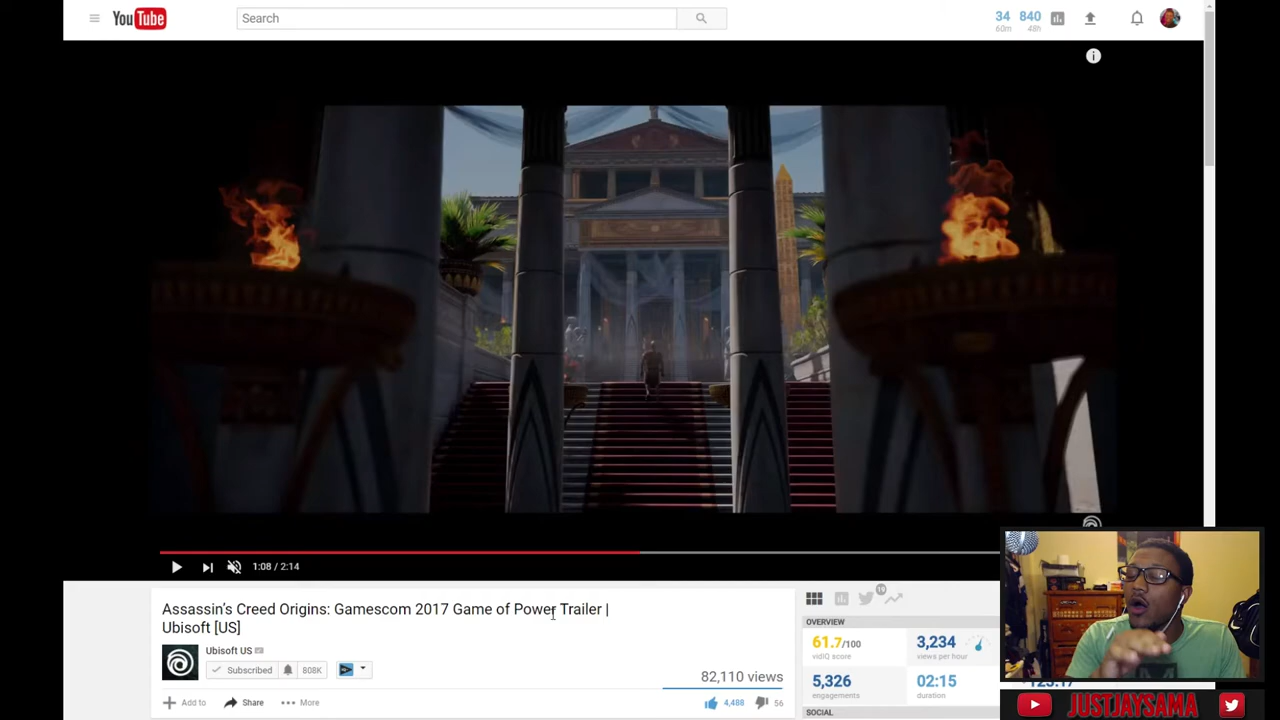 YouTube
Search
34 840
60m 48h
1:08 / 2:14
Assassin's Creed Origins: Gamescom 2017 Game of Power Trailer |
Ubisoft [US]
Ubisoft US
Subscribed 808K
82,110 views
Add to Share More
4,488 56
10
OVERVIEW
61.7/100 3,234
vidIQ score views per hour
5,326 02:15
engagements duration
SOCIAL
JUSTJAYSAMA